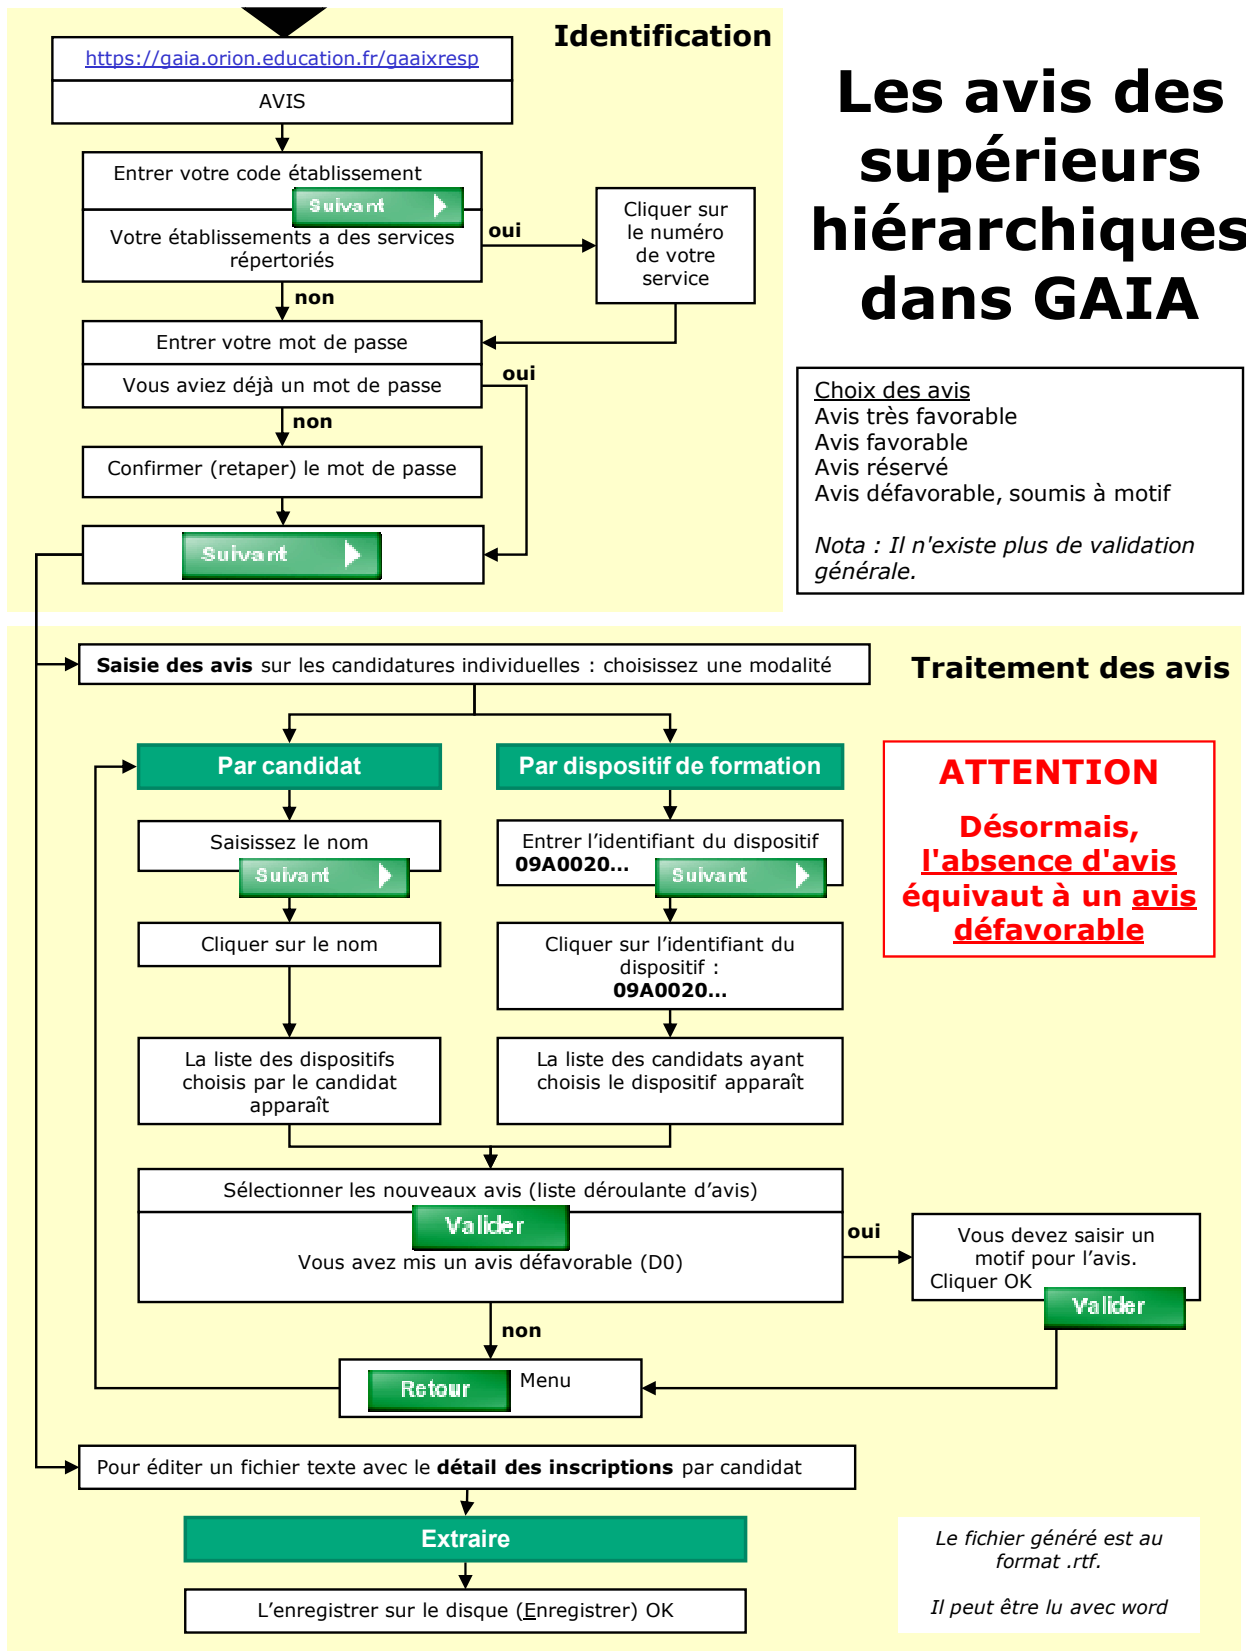 Identification
https://gaia.orion.education.fr/gaaixresp
AVIS
Entrer votre code établissement
Suivant
Votre établissements a des services
répertoriés
oui
Cliquer sur
le numéro
de votre
service
non
Entrer votre mot de passe
Vous aviez déjà un mot de passe
oui
non
Confirmer (retaper) le mot de passe
Suivant
Les avis des
supérieurs
hiérarchiques
dans GAIA
Choix des avis
Avis très favorable
Avis favorable
Avis réservé
Avis défavorable, soumis à motif
Nota : Il n'existe plus de validation
générale.
Saisie des avis sur les candidatures individuelles : choisissez une modalité
Traitement des avis
Par candidat
Saisissez le nom
Suivant
Cliquer sur le nom
La liste des dispositifs
choisis par le candidat
apparaît
Par dispositif de formation
Entrer l’identifiant du dispositif
09A0020...
Suivant
Cliquer sur l’identifiant du
dispositif :
09A0020...
La liste des candidats ayant
choisis le dispositif apparaît
ATTENTION
Désormais,
l'absence d'avis
équivaut à un avis
défavorable
Sélectionner les nouveaux avis (liste déroulante d’avis)
Valider
Vous avez mis un avis défavorable (D0)
oui
Vous devez saisir un
motif pour l’avis.
Cliquer OK
Valider
non
Retour Menu
Pour éditer un fichier texte avec le détail des inscriptions par candidat
Extraire
L’enregistrer sur le disque (Enregistrer) OK
Le fichier généré est au
format .rtf.
Il peut être lu avec word